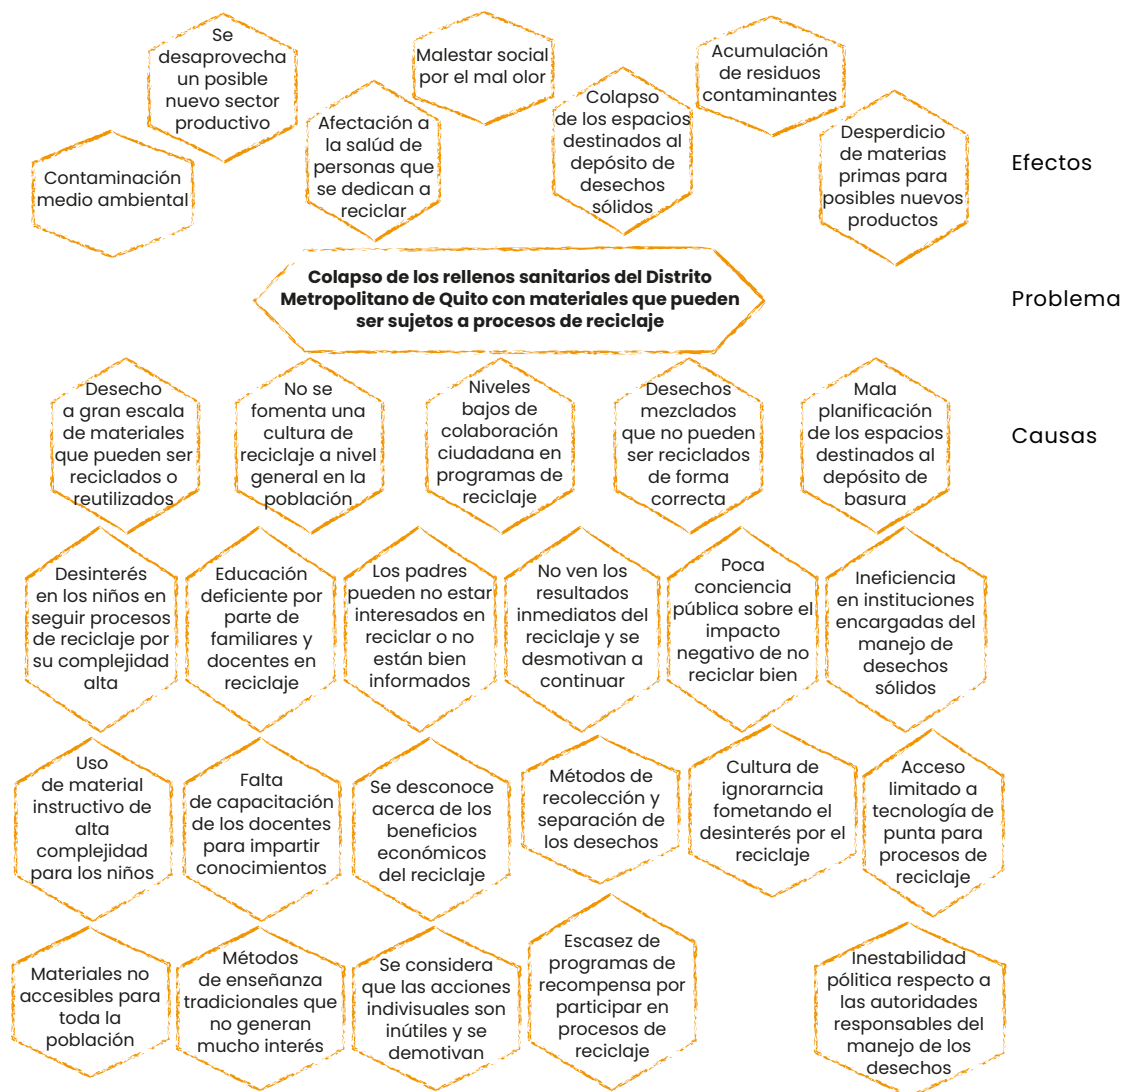 Se
desaprovecha
un posible
nuevo sector
productivo
Malestar social
por el mal olor
Acumulación
de residuos
contaminantes
Contaminación
medio ambiental
Afectación a
la salúd de
personas que
se dedican a
reciclar
Colapso
de los espacios
destinados al
depósito de
desechos
sólidos
Desperdicio
de materias
primas para
posibles nuevos
productos
Efectos
Colapso de los rellenos sanitarios del Distrito
Metropolitano de Quito con materiales que pueden
ser sujetos a procesos de reciclaje
Problema
Desecho
a gran escala
de materiales
que pueden ser
reciclados o
reutilizados
No se
fomenta una
cultura de
reciclaje a nivel
general en la
población
Niveles
bajos de
colaboración
ciudadana en
programas de
reciclaje
Desechos
mezclados
que no pueden
ser reciclados
de forma
correcta
Mala
planificación
de los espacios
destinados al
depósito de
basura
Causas
Desinterés
en los niños en
seguir procesos
de reciclaje por
su complejidad
alta
Educación
deficiente por
parte de
familiares y
docentes en
reciclaje
Los padres
pueden no estar
interesados en
reciclar o no
están bien
informados
No ven los
resultados
inmediatos del
reciclaje y se
desmotivan a
continuar
Poca
conciencia
pública sobre el
impacto
negativo de no
reciclar bien
Ineficiencia
en instituciones
encargadas del
manejo de
desechos
sólidos
Uso
de material
instructivo de
alta
complejidad
para los niños
Falta
de capacitación
de los docentes
para impartir
conocimientos
Se desconoce
acerca de los
beneficios
económicos
del reciclaje
Métodos de
recolección y
separación de
los desechos
Cultura de
ignorarncia
fometando el
desinterés por el
reciclaje
Acceso
limitado a
tecnología de
punta para
procesos de
reciclaje
Materiales no
accesibles para
toda la
población
Métodos
de enseñanza
tradicionales que
no generan
mucho interés
Se considera
que las acciones
indivisuales son
inútiles y se
demotivan
Escasez de
programas de
recompensa por
participar en
procesos de
reciclaje
Inestabilidad
pólitica respecto a
las autoridades
responsables del
manejo de los
desechos